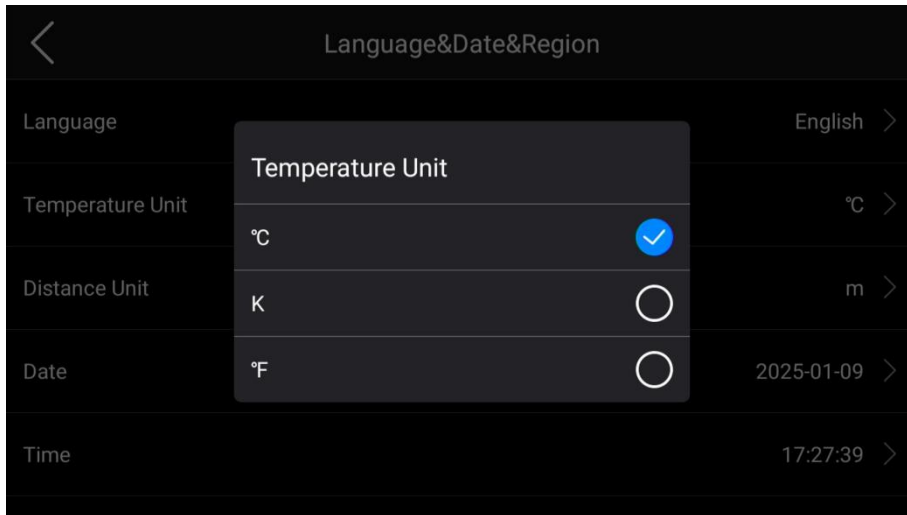 Language&Date&Region
Language English
Temperature Unit
Temperature Unit ℃
℃
Distance Unit m
K
Date 2025-01-09
℉
Time 17:27:39